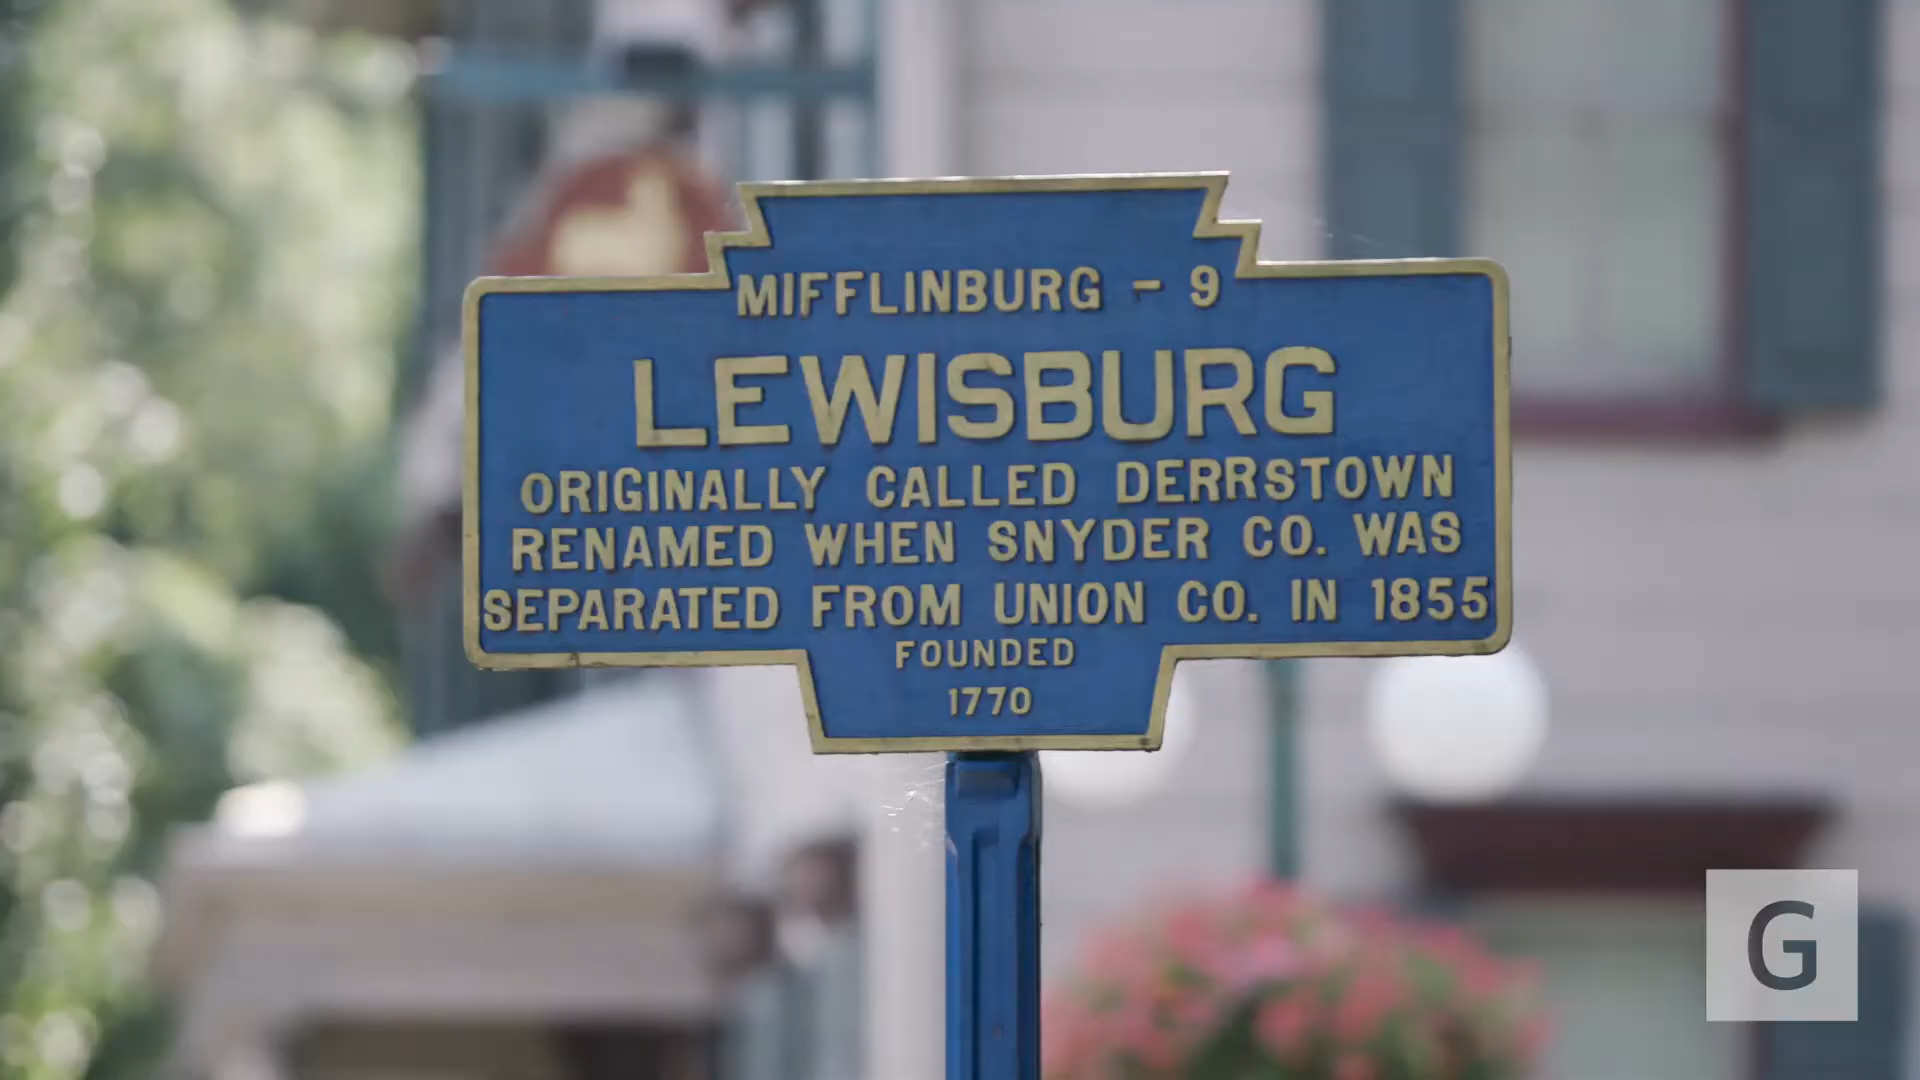 MIFFLINBURG - 9
LEWISBURG
ORIGINALLY CALLED DERRSTOWN
RENAMED WHEN SNYDER CO. WAS
SEPARATED FROM UNION CO. IN 1855
FOUNDED
1770
G